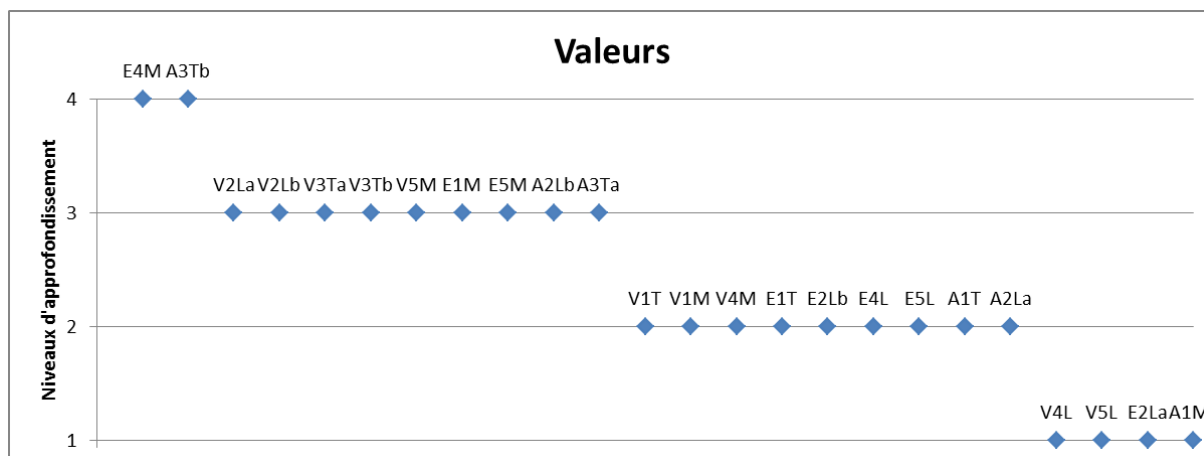 Valeurs
Niveaux d'approfondissement
E4M A3Tb
4
V2La V2Lb V3Ta V3Tb V5M E1M E5M A2Lb A3Ta
3
V1T V1M V4M E1T E2Lb E4L E5L A1T A2La
2
V4L V5L E2La A1M
1